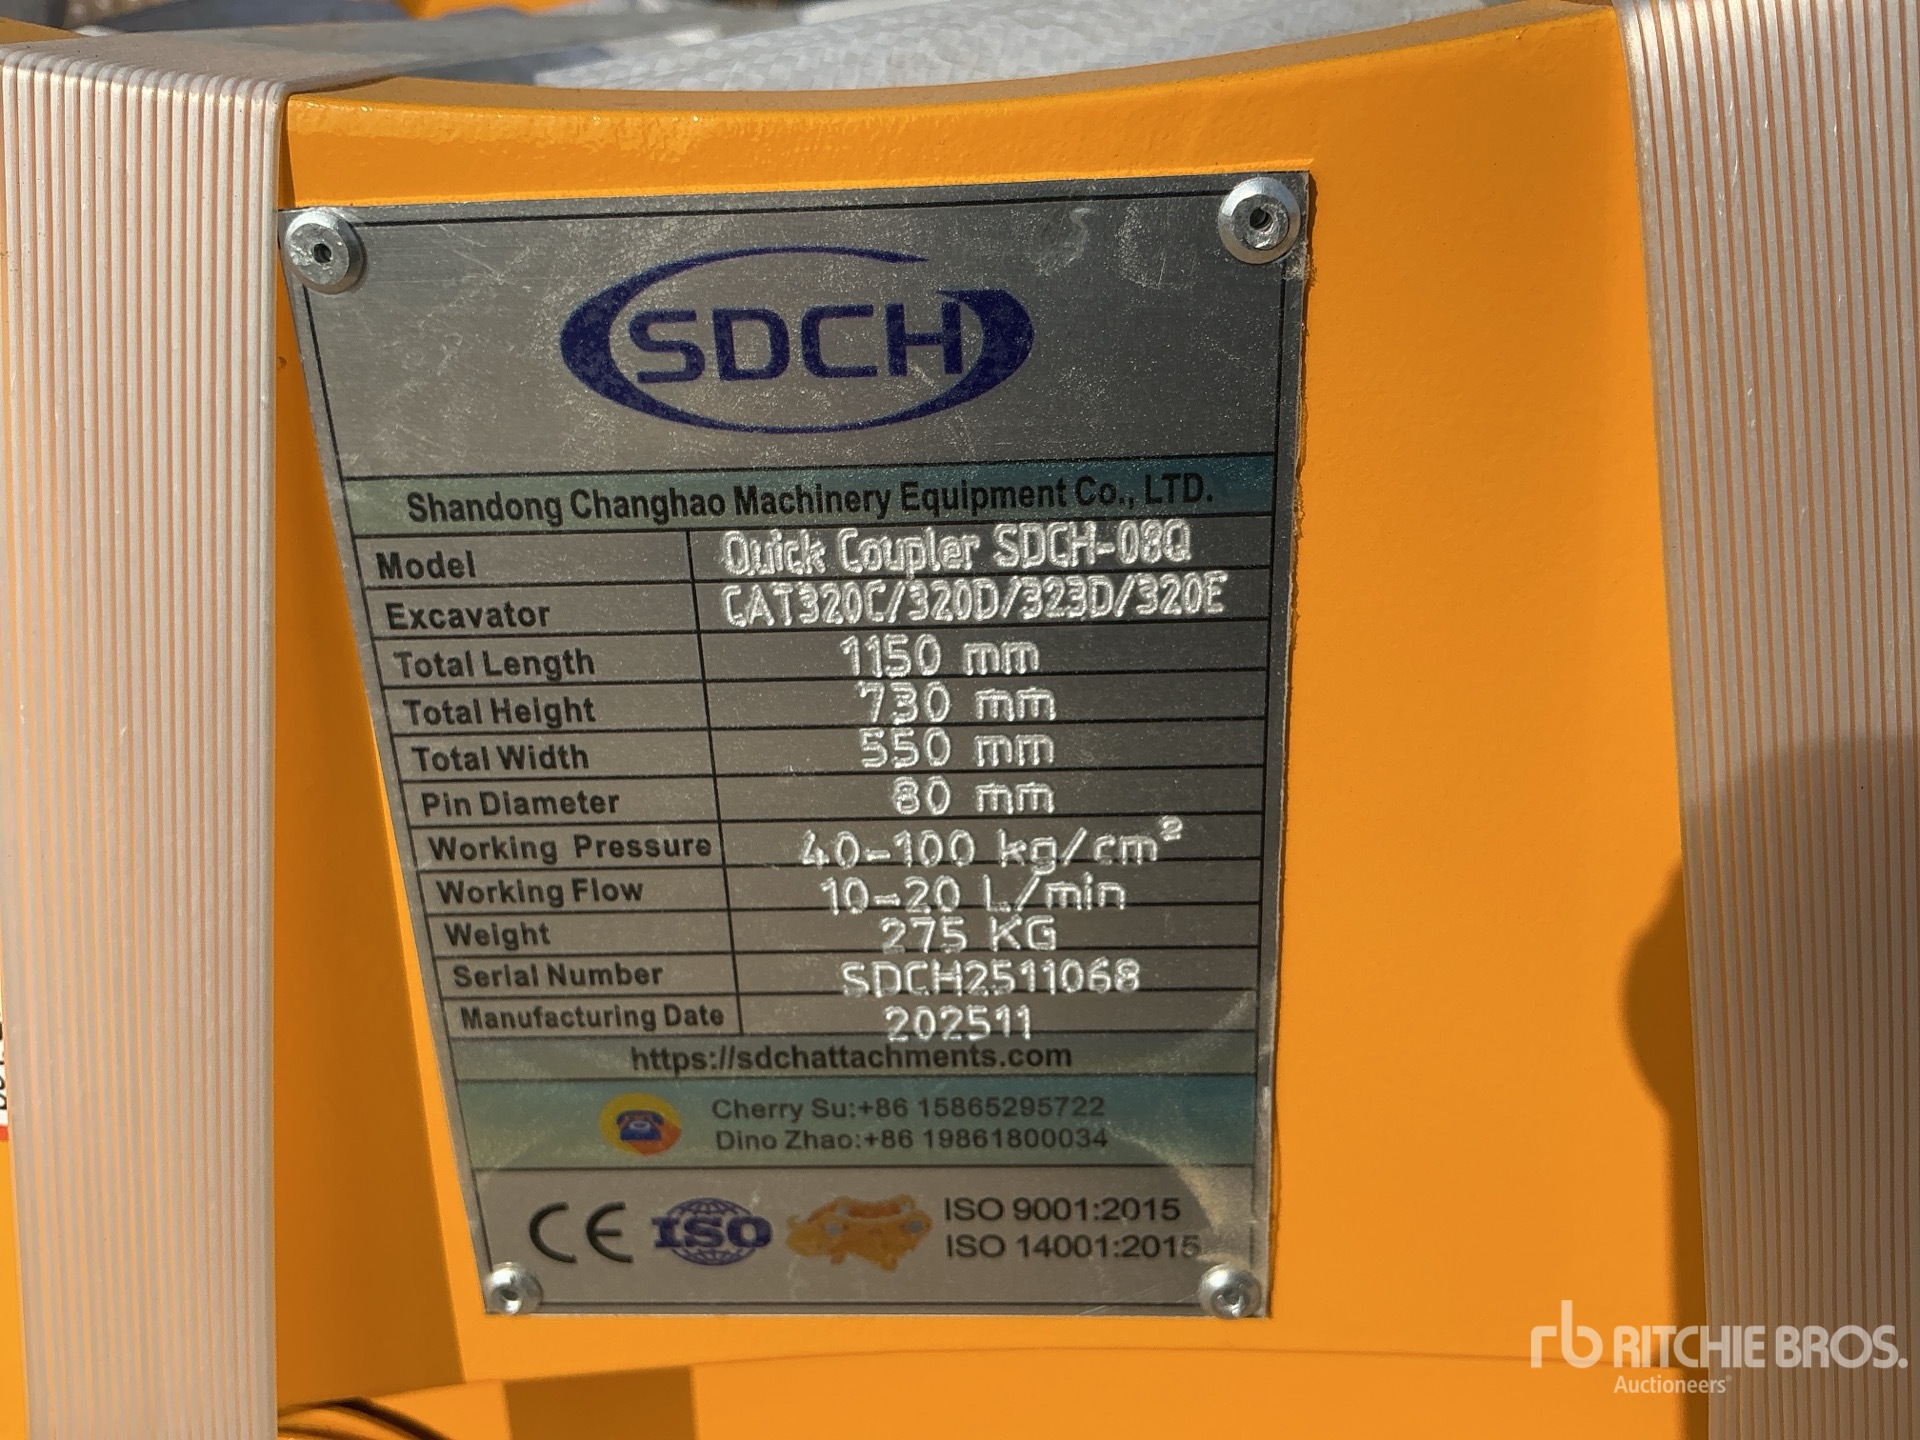 SDCH
Shandong Changhao Machinery Equipment Co., LTD.
Model Quick Coupler SDCH-08Q
Excavator CAT320C/320D/323D/320E
Total Length 1150 mm
Total Height 730 mm
Total Width 550 mm
Pin Diameter 80 mm
Working Pressure 40-100 kg/cm²
Working Flow 10-20 L/min
Weight 275 KG
Serial Number SDCH2511068
Manufacturing Date 202511
https://sdchattachments.com
Cherry Su:+86 15865295722
Dino Zhao:+86 19861800034
CE ISO ISO 9001:2015
ISO 14001:2015
rb RITCHIE BROS.
Auctioneers